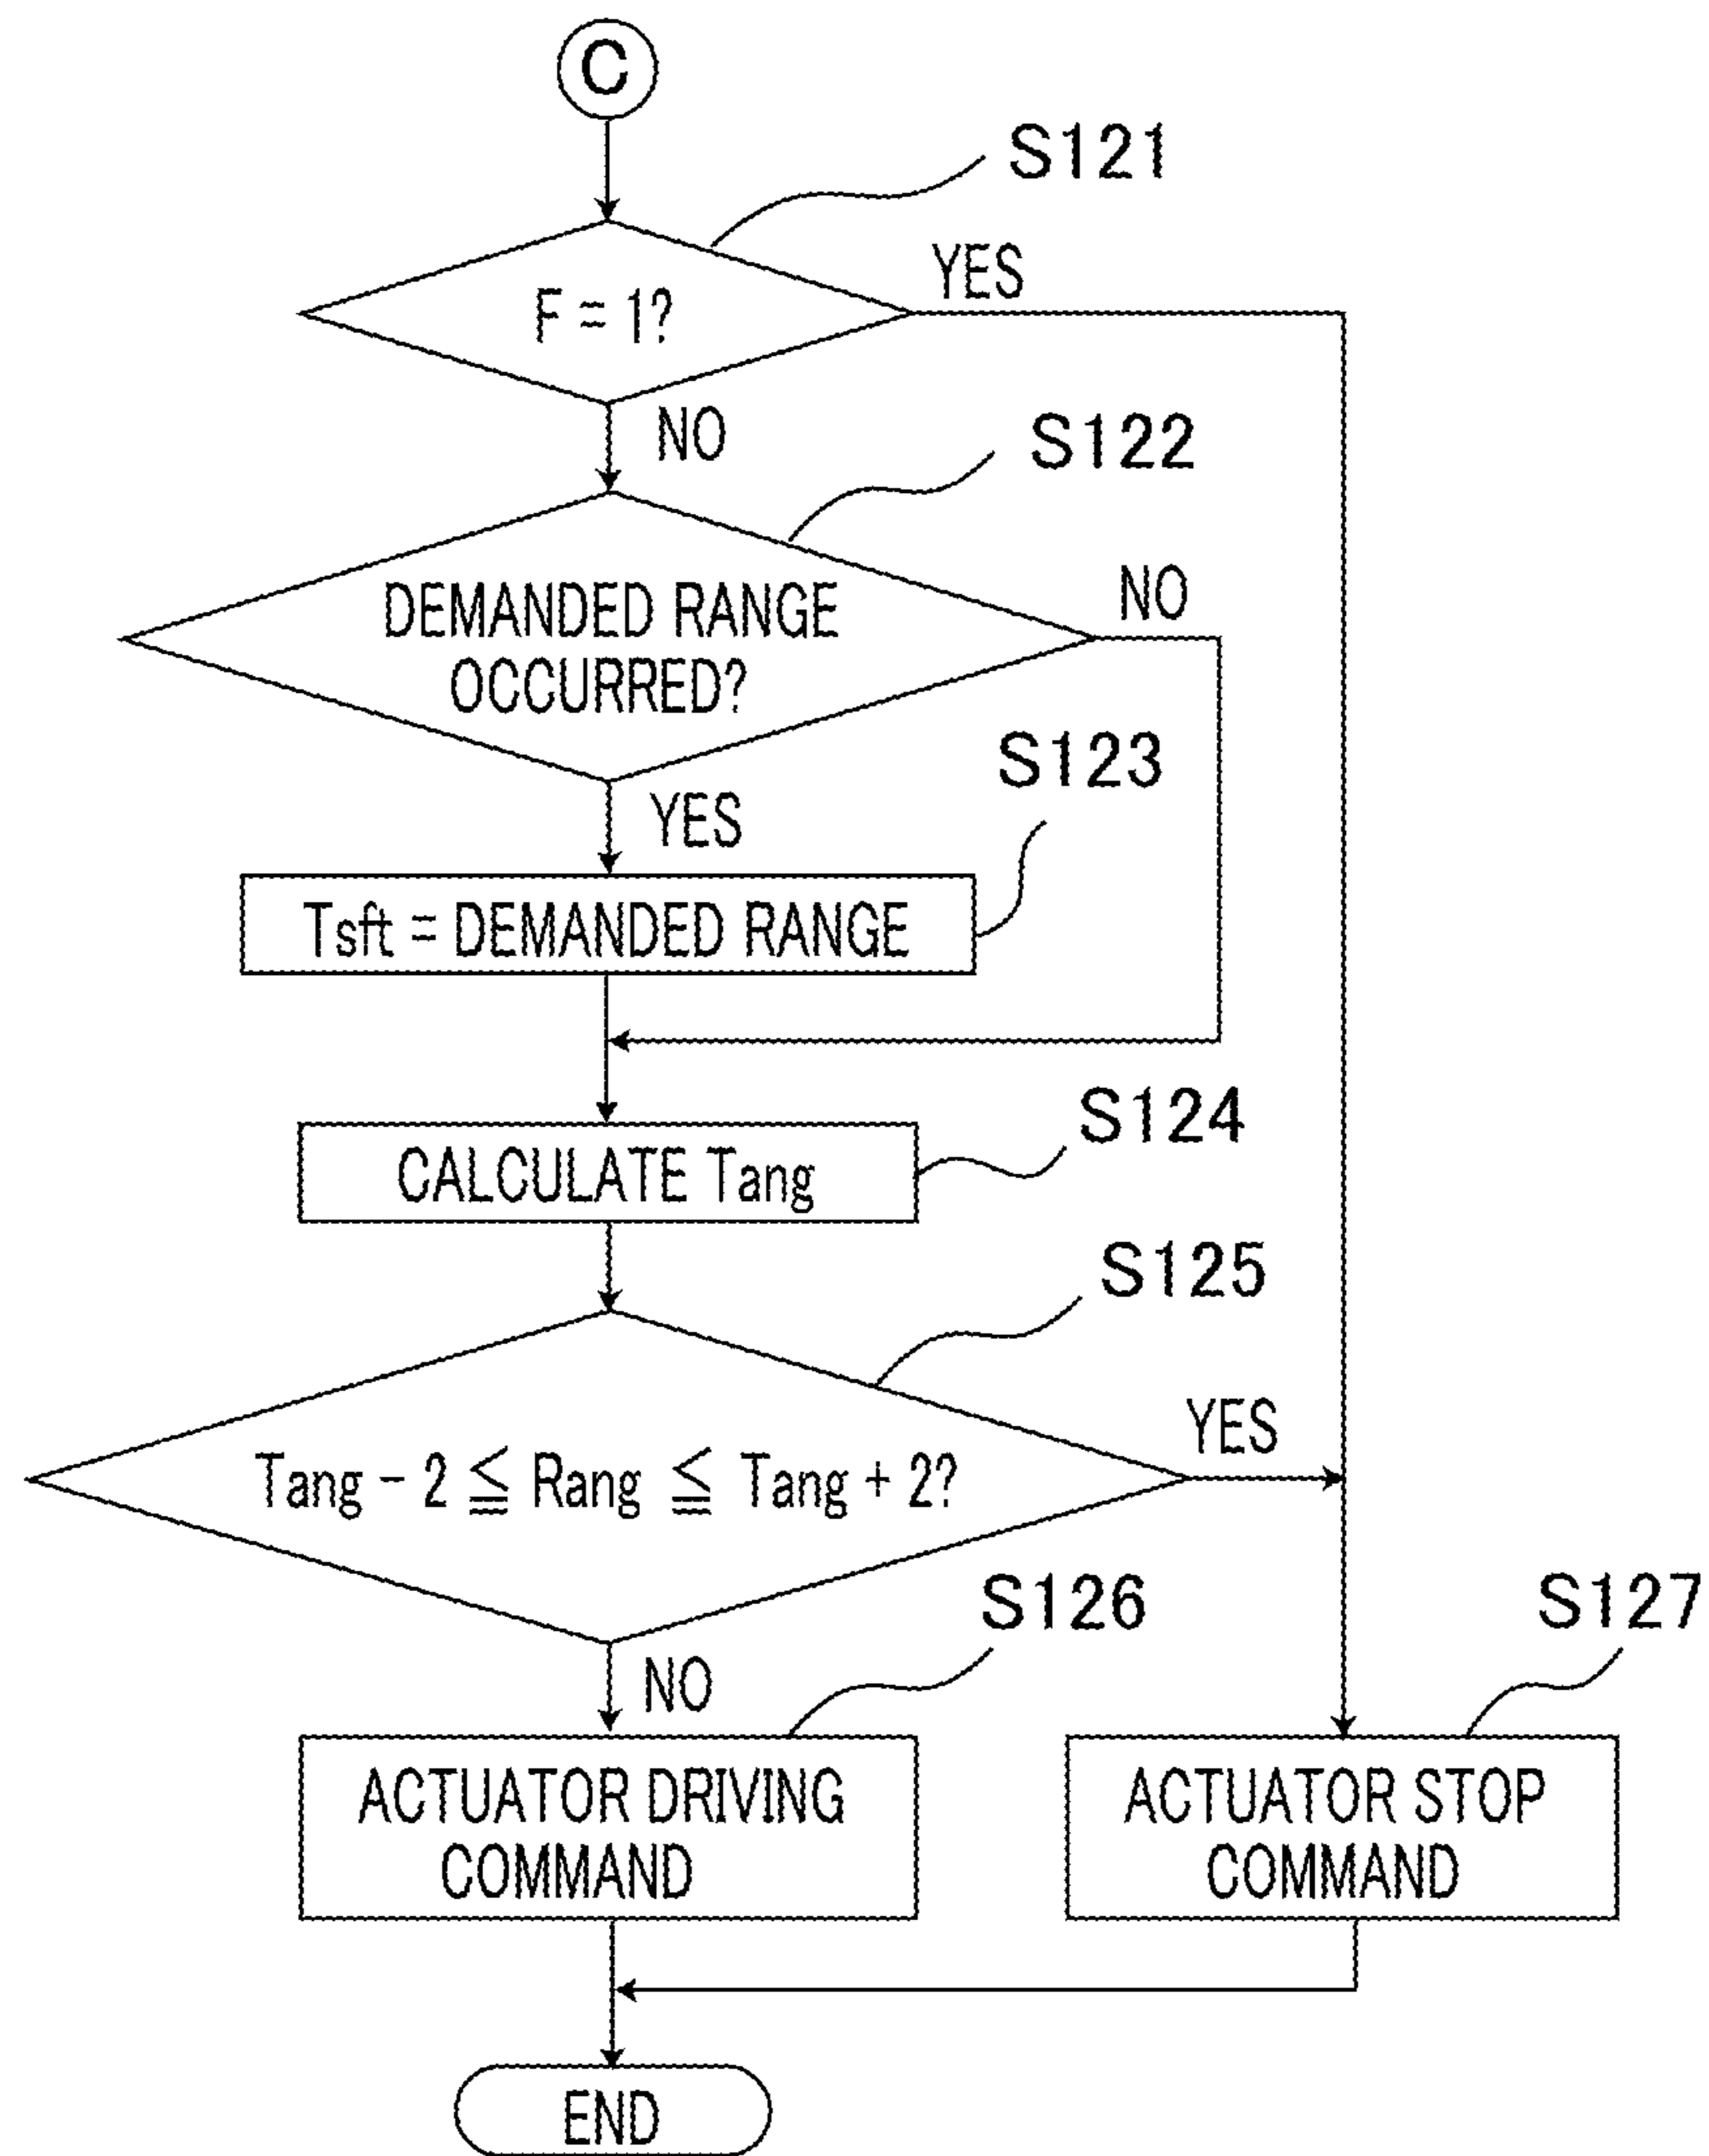 C
S121
YES
F = 1?
NO
S122
NO
DEMANDED RANGE
OCCURRED?
S123
YES
Tsft = DEMANDED RANGE
S124
CALCULATE Tang
S125
YES
Tang - 2 ≦ Rang ≦ Tang + 2?
S126
S127
NO
ACTUATOR DRIVING
COMMAND
ACTUATOR STOP
COMMAND
END